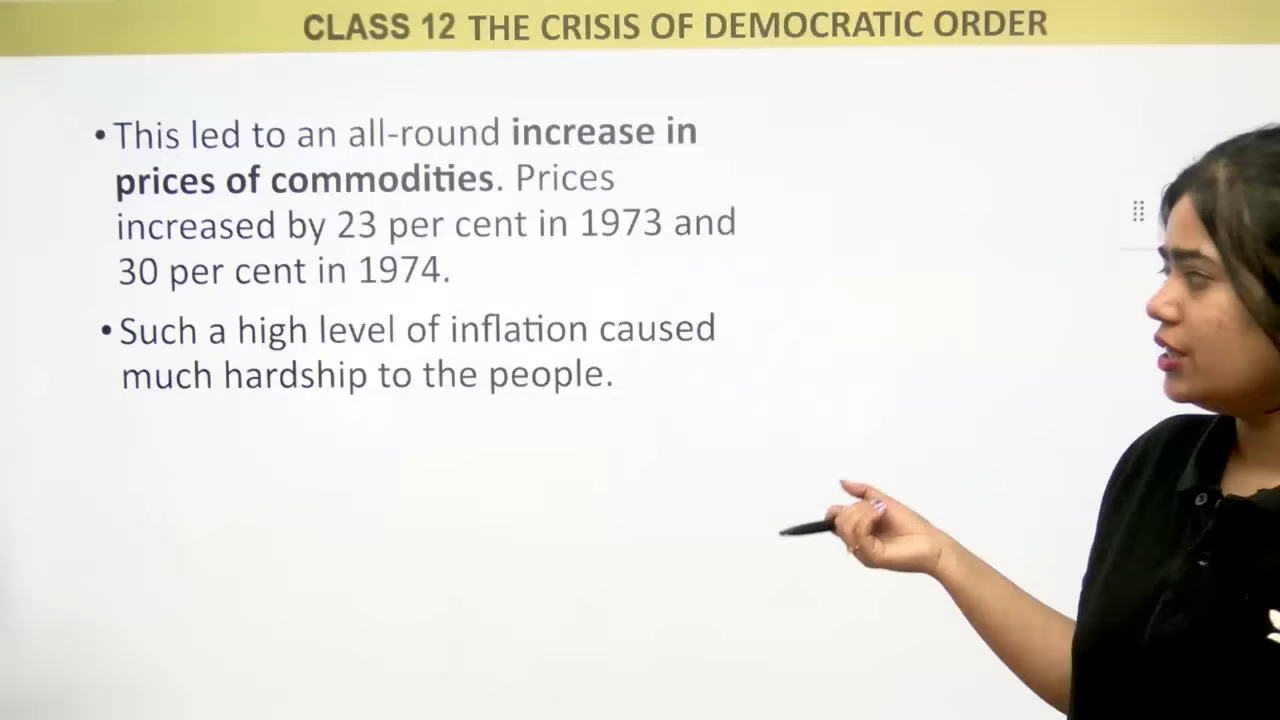 CLASS 12 THE CRISIS OF DEMOCRATIC ORDER
• This led to an all-round increase in
prices of commodities. Prices
increased by 23 per cent in 1973 and
30 per cent in 1974.
• Such a high level of inflation caused
much hardship to the people.